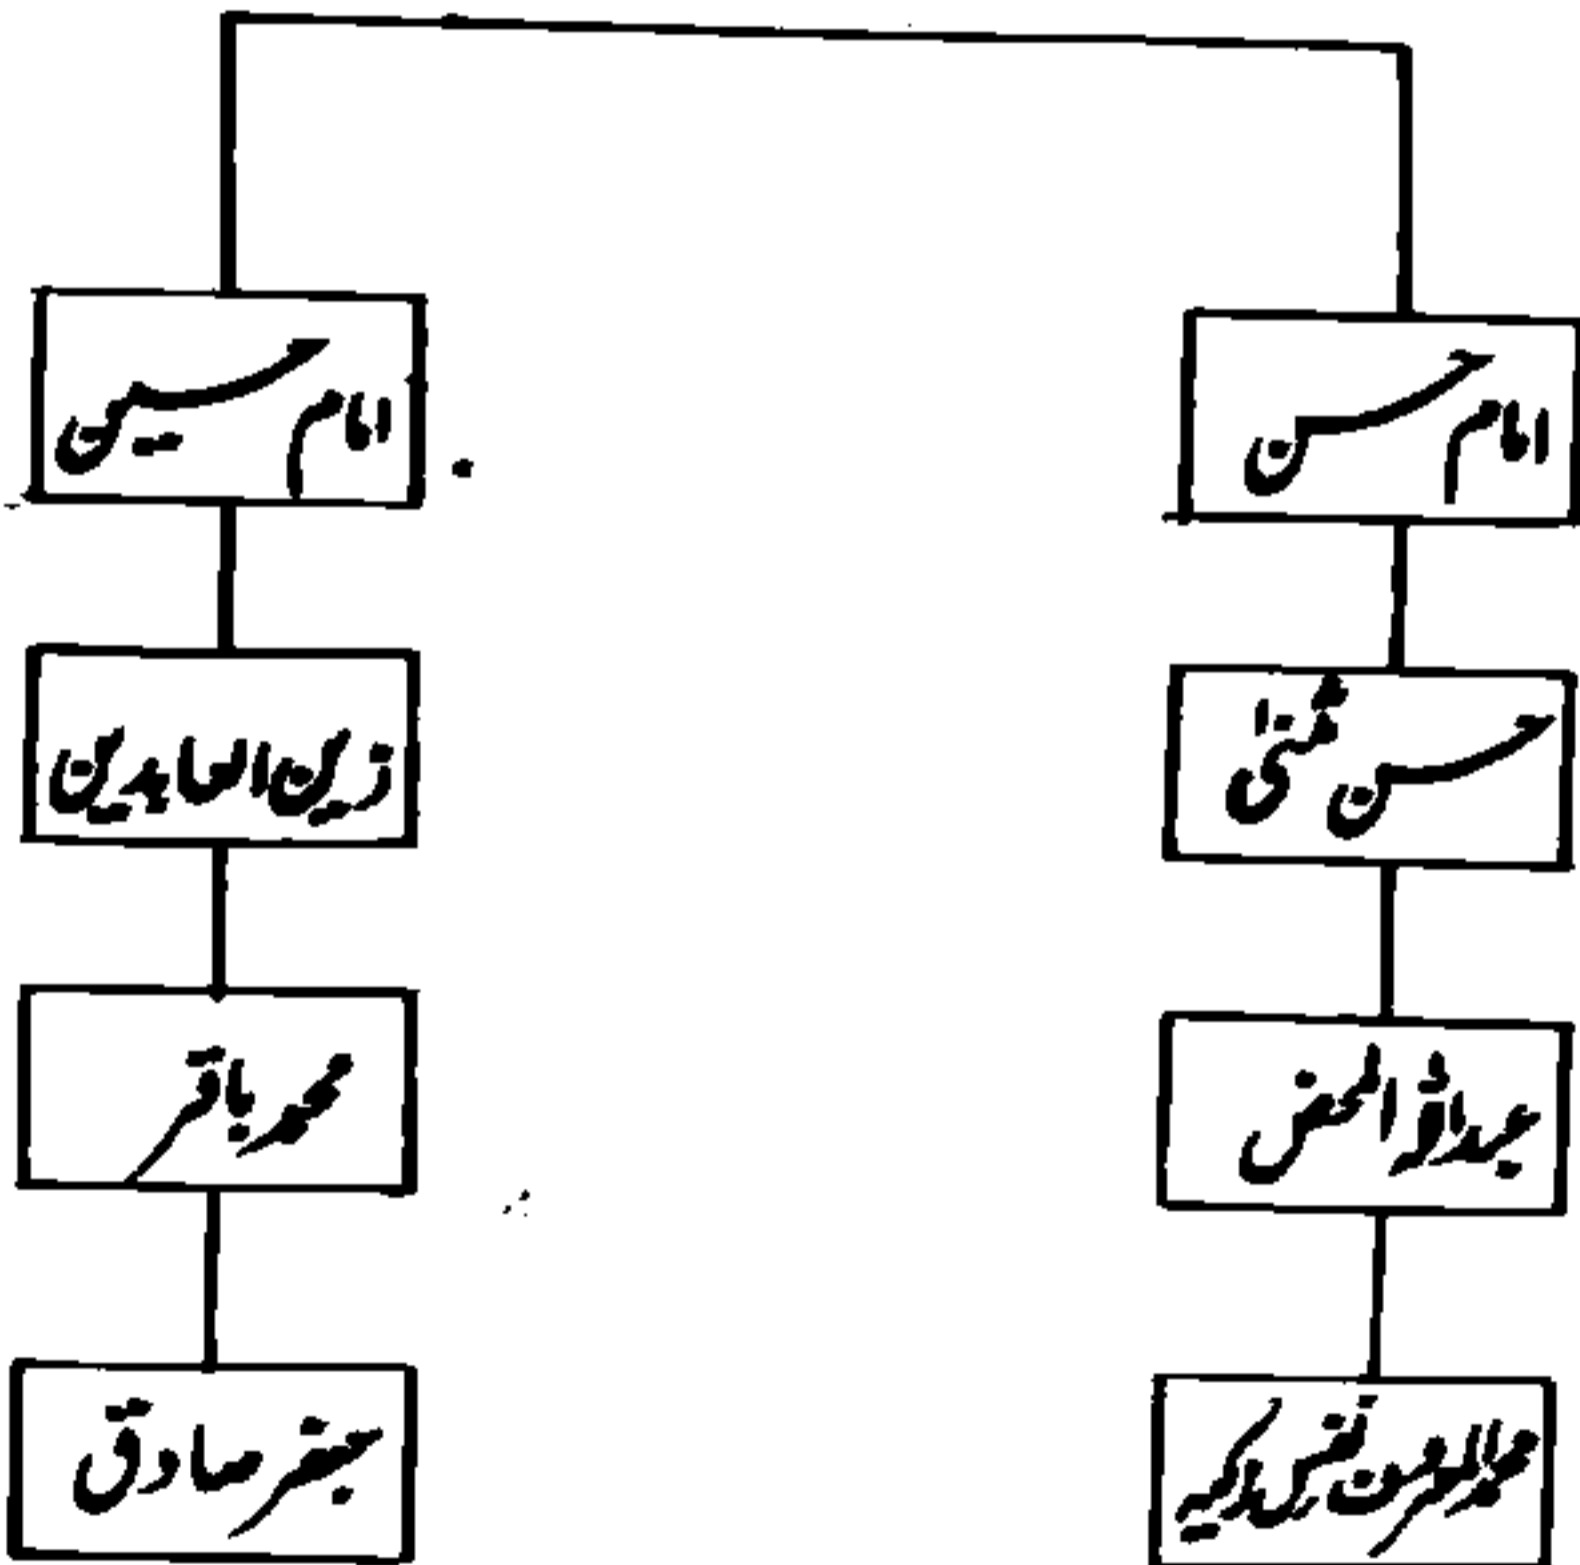 امام حسن
امام حسین
حسن مثنیٰ
زین العابدین
عبداللہ المحض
محمد باقر
محمد المعروف نفس زکیہ
جعفر صادق